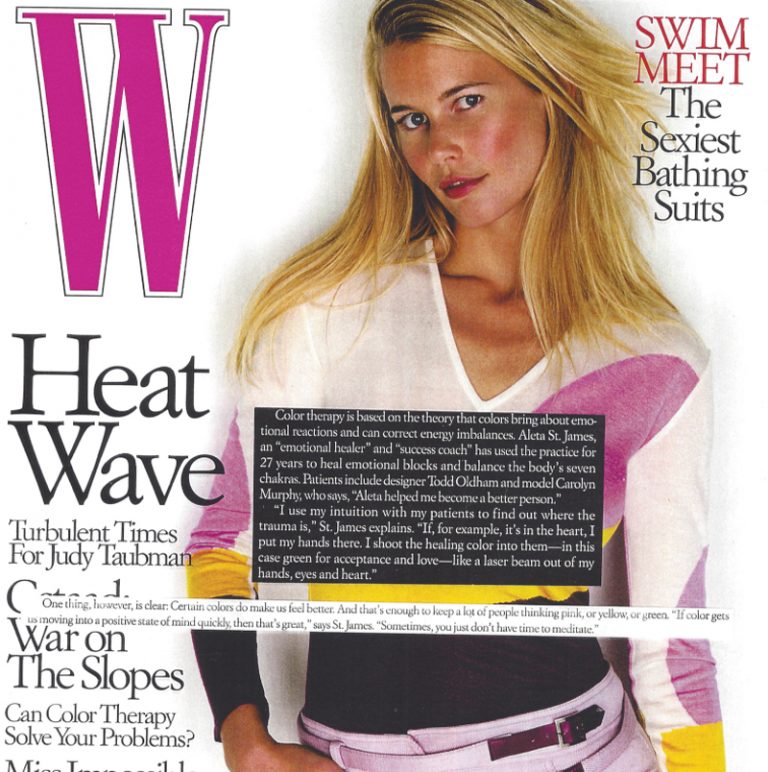 W
SWIM
MEET
The
Sexiest
Bathing
Suits
Heat
Wave
Turbulent Times
For Judy Taubman
War on
The Slopes
Can Color Therapy
Solve Your Problems?
Color therapy is based on the theory that colors bring about emo-
tional reactions and can correct energy imbalances. Aleta St. James,
an “emotional healer” and “success coach” has used the practice for
27 years to heal emotional blocks and balance the body’s seven
chakras. Patients include designer Todd Oldham and model Carolyn
Murphy, who says, “Aleta helped me become a better person.”
“I use my intuition with my patients to find out where the
trauma is,” St. James explains. “If, for example, it’s in the heart, I
put my hands there. I shoot the healing color into them—in this
case green for acceptance and love—like a laser beam out of my
hands, eyes and heart.”
One thing, however, is clear: Certain colors do make us feel better. And that’s enough to keep a lot of people thinking pink, or yellow, or green. “If color gets
us moving into a positive state of mind quickly, then that’s great,” says St. James. “Sometimes, you just don’t have time to meditate.”